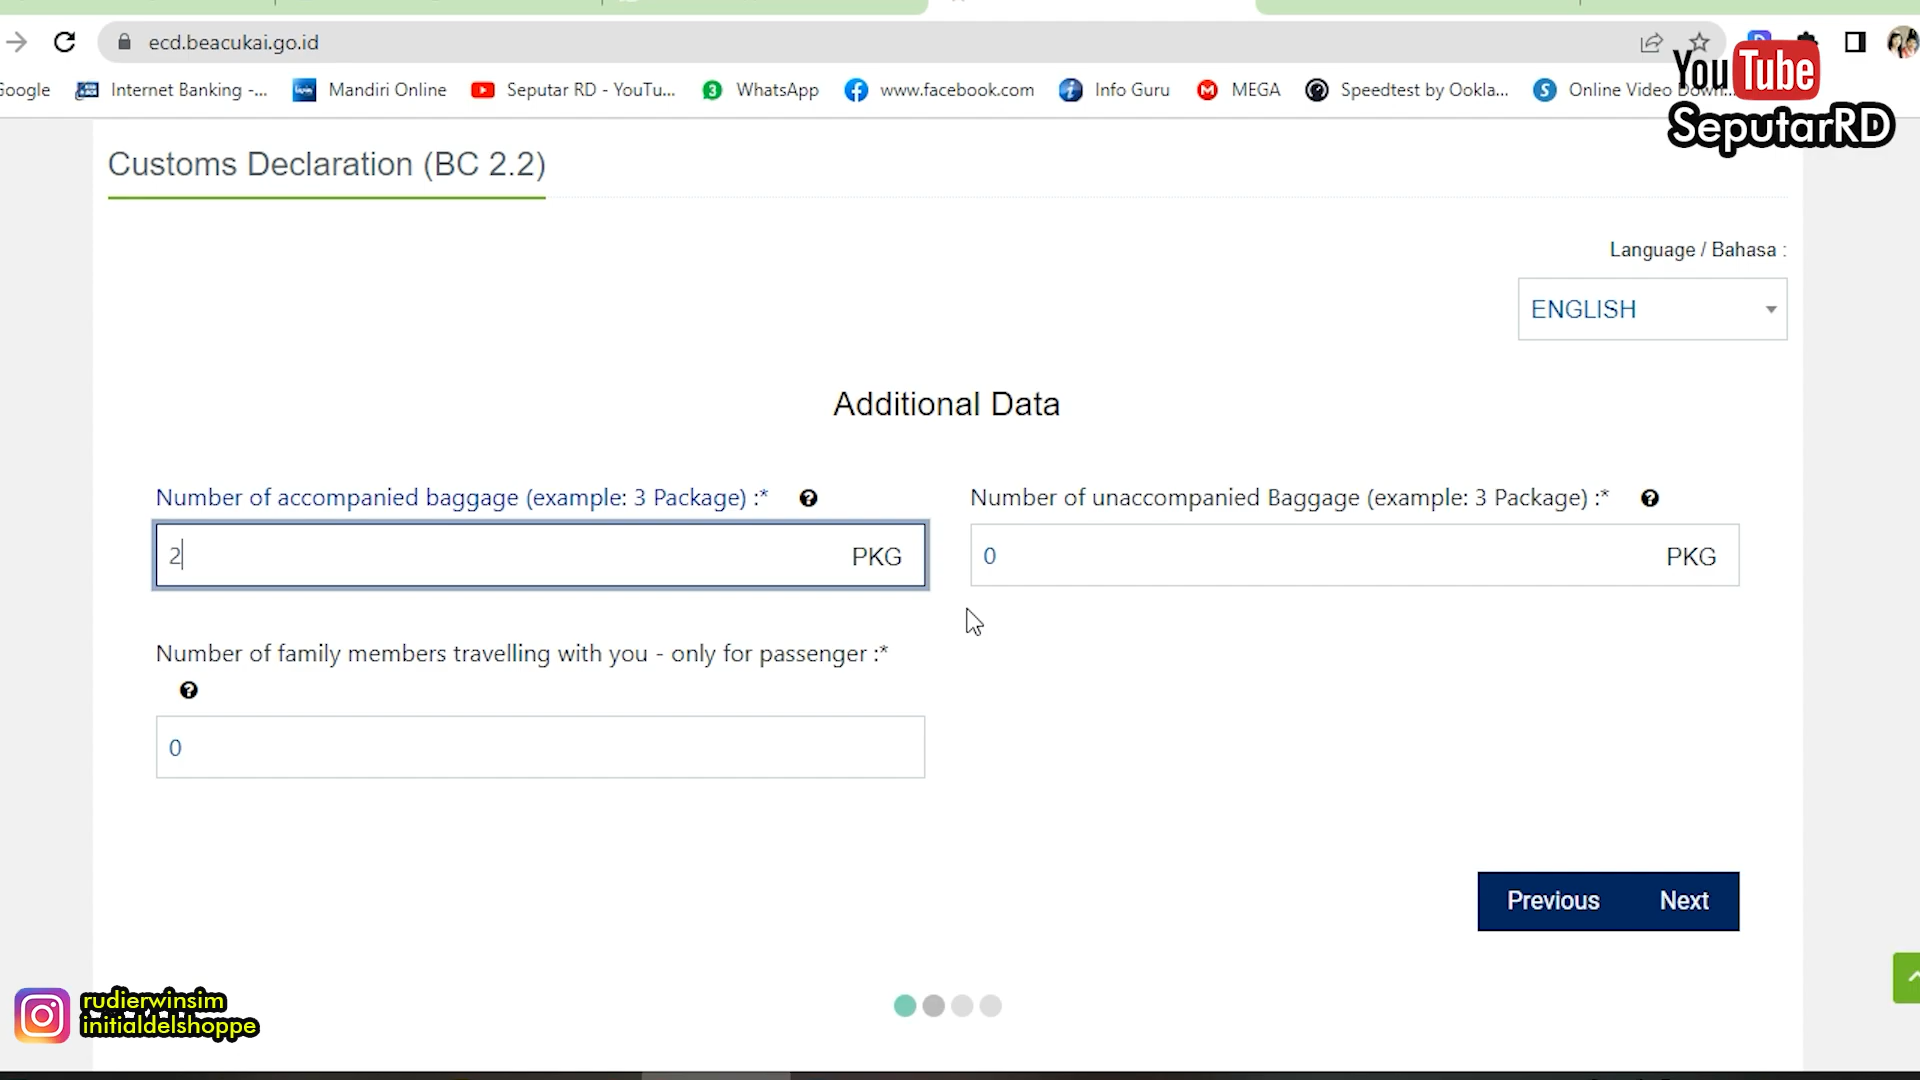 ecd.beacukai.go.id
Google Internet Banking -... Mandiri Online Seputar RD - YouTu... 3 WhatsApp www.facebook.com Info Guru MEGA Speedtest by Ookla... Online Video Down...
YouTube
SeputarRD
Customs Declaration (BC 2.2)
Language / Bahasa :
ENGLISH
Additional Data
Number of accompanied baggage (example: 3 Package) :* ?
Number of unaccompanied Baggage (example: 3 Package) :* ?
2 PKG
0 PKG
Number of family members travelling with you - only for passenger :*
?
0
Previous Next
rudierwinsim
initialdelshoppe